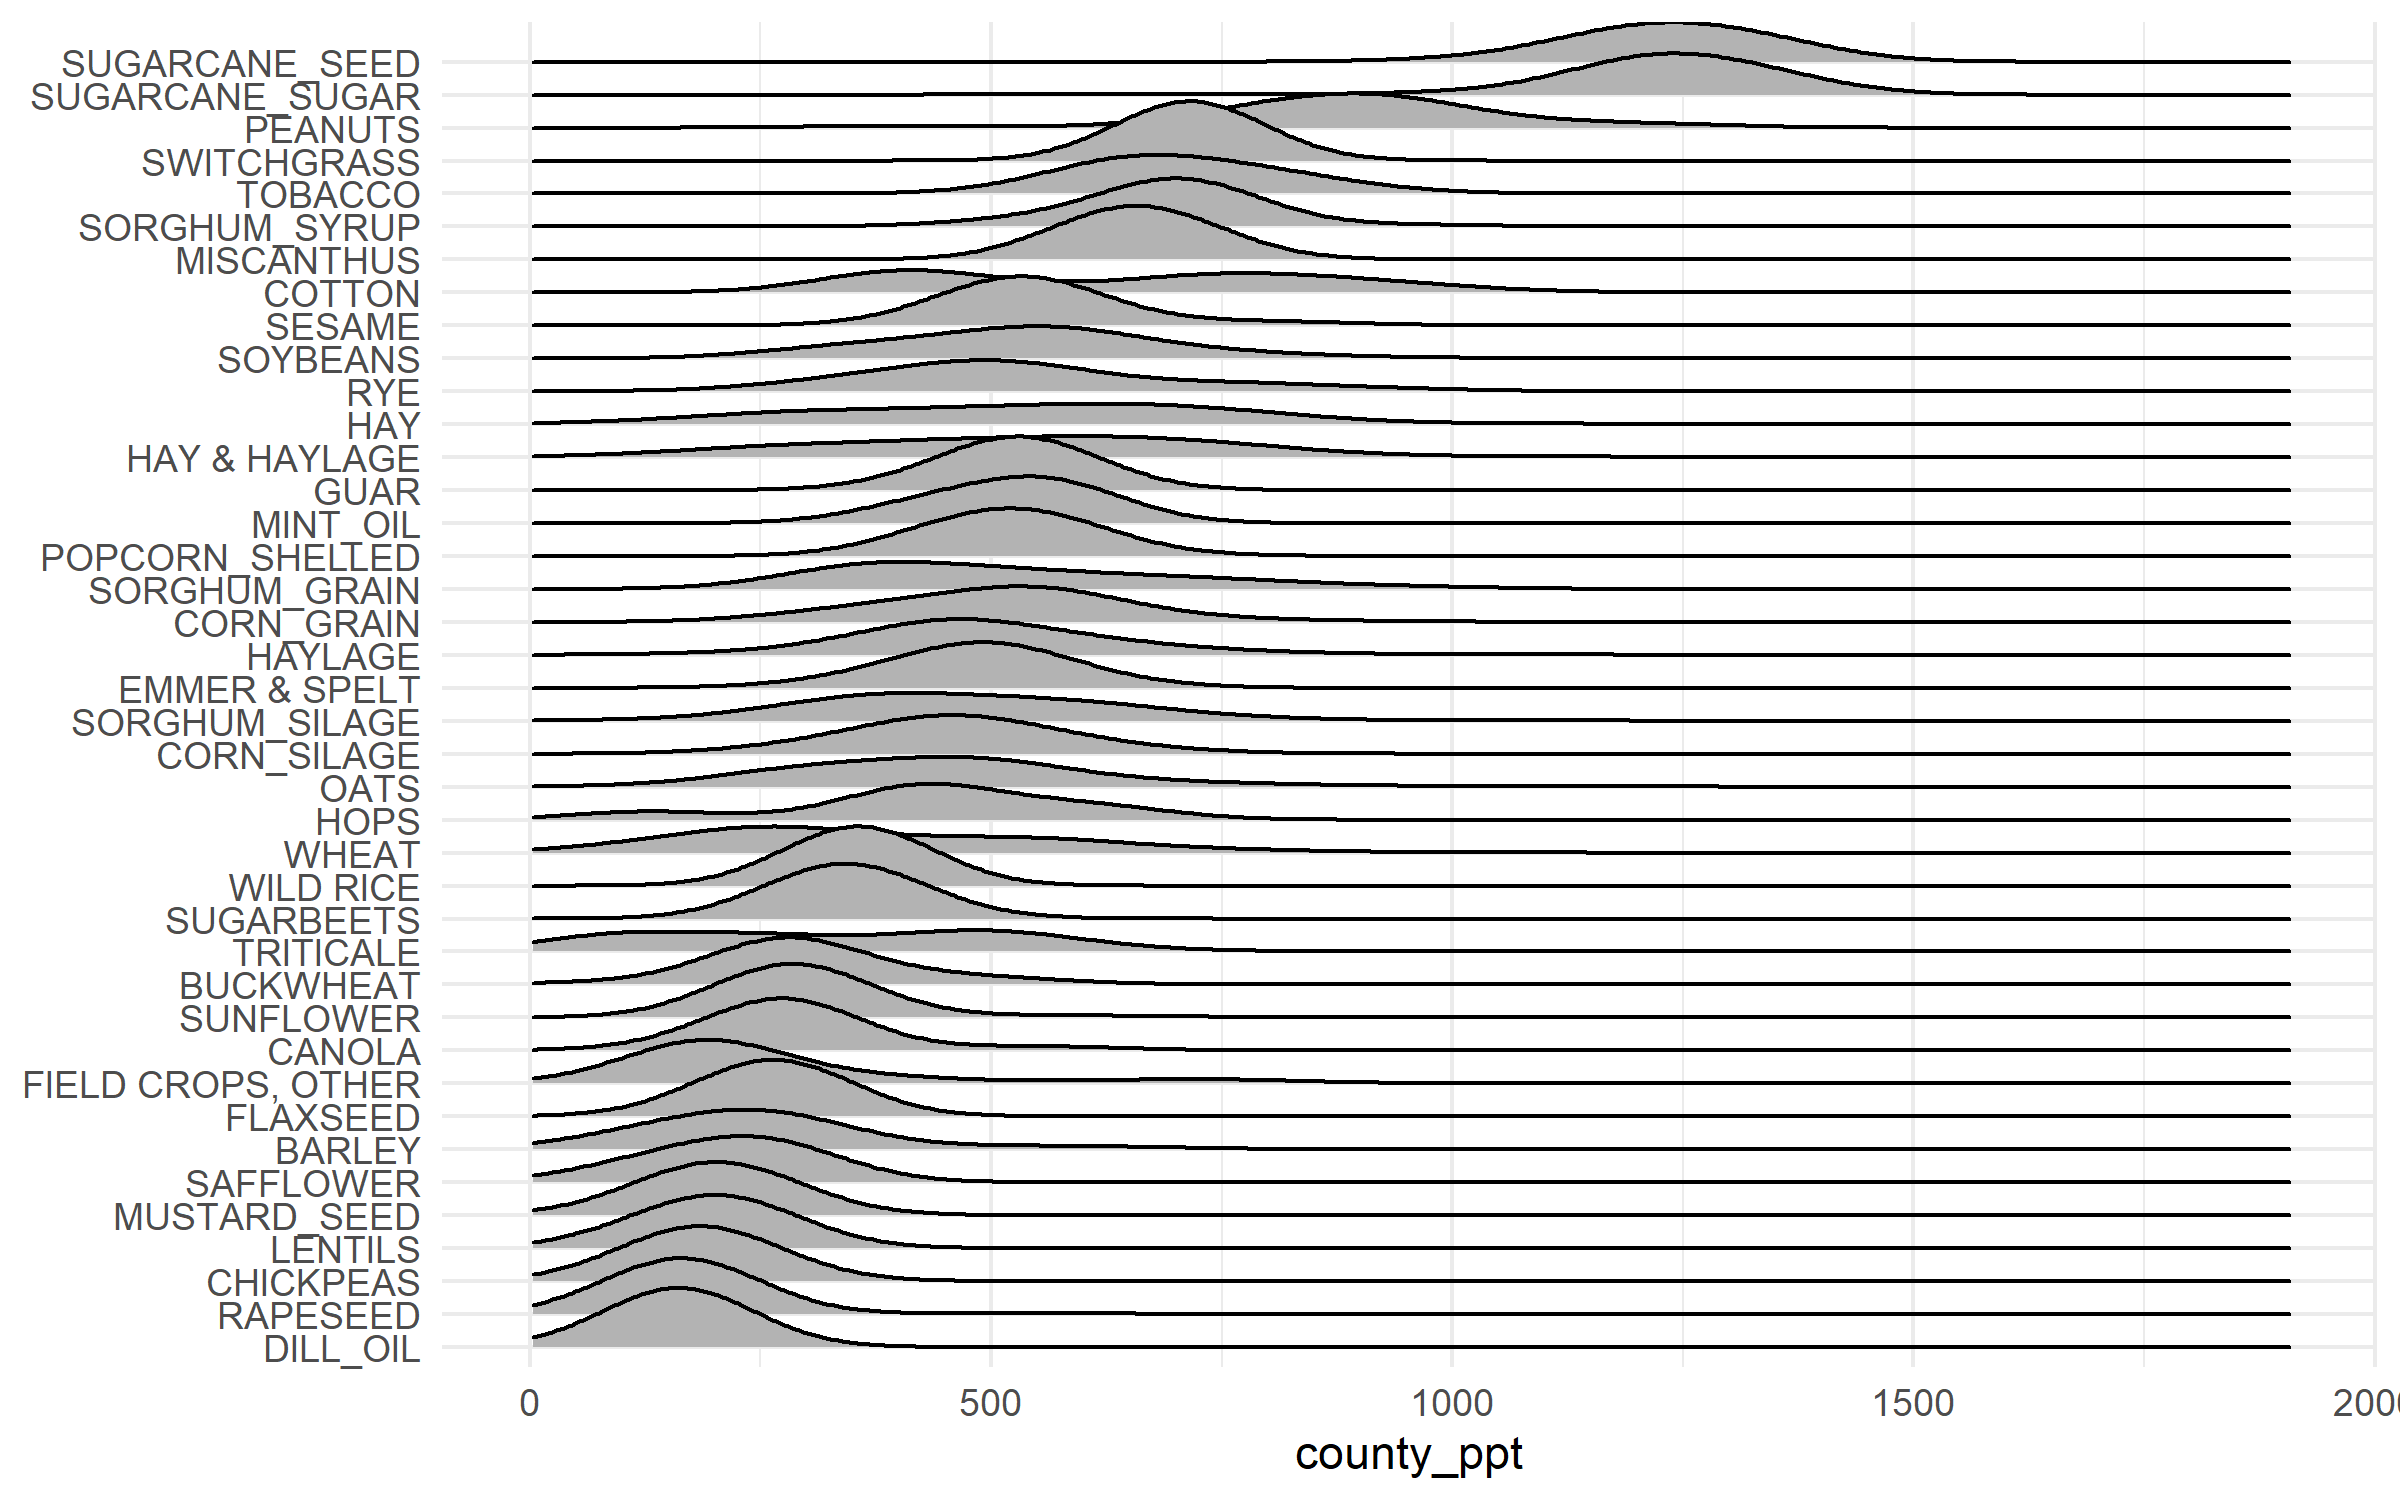 SUGARCANE_SEED
SUGARCANE_SUGAR
PEANUTS
SWITCHGRASS
TOBACCO
SORGHUM_SYRUP
MISCANTHUS
COTTON
SESAME
SOYBEANS
RYE
HAY
HAY & HAYLAGE
GUAR
MINT_OIL
POPCORN_SHELLED
SORGHUM_GRAIN
CORN_GRAIN
HAYLAGE
EMMER & SPELT
SORGHUM_SILAGE
CORN_SILAGE
OATS
HOPS
WHEAT
WILD RICE
SUGARBEETS
TRITICALE
BUCKWHEAT
SUNFLOWER
CANOLA
FIELD CROPS, OTHER
FLAXSEED
BARLEY
SAFFLOWER
MUSTARD_SEED
LENTILS
CHICKPEAS
RAPESEED
DILL_OIL
0 500 1000 1500 2000
county_ppt